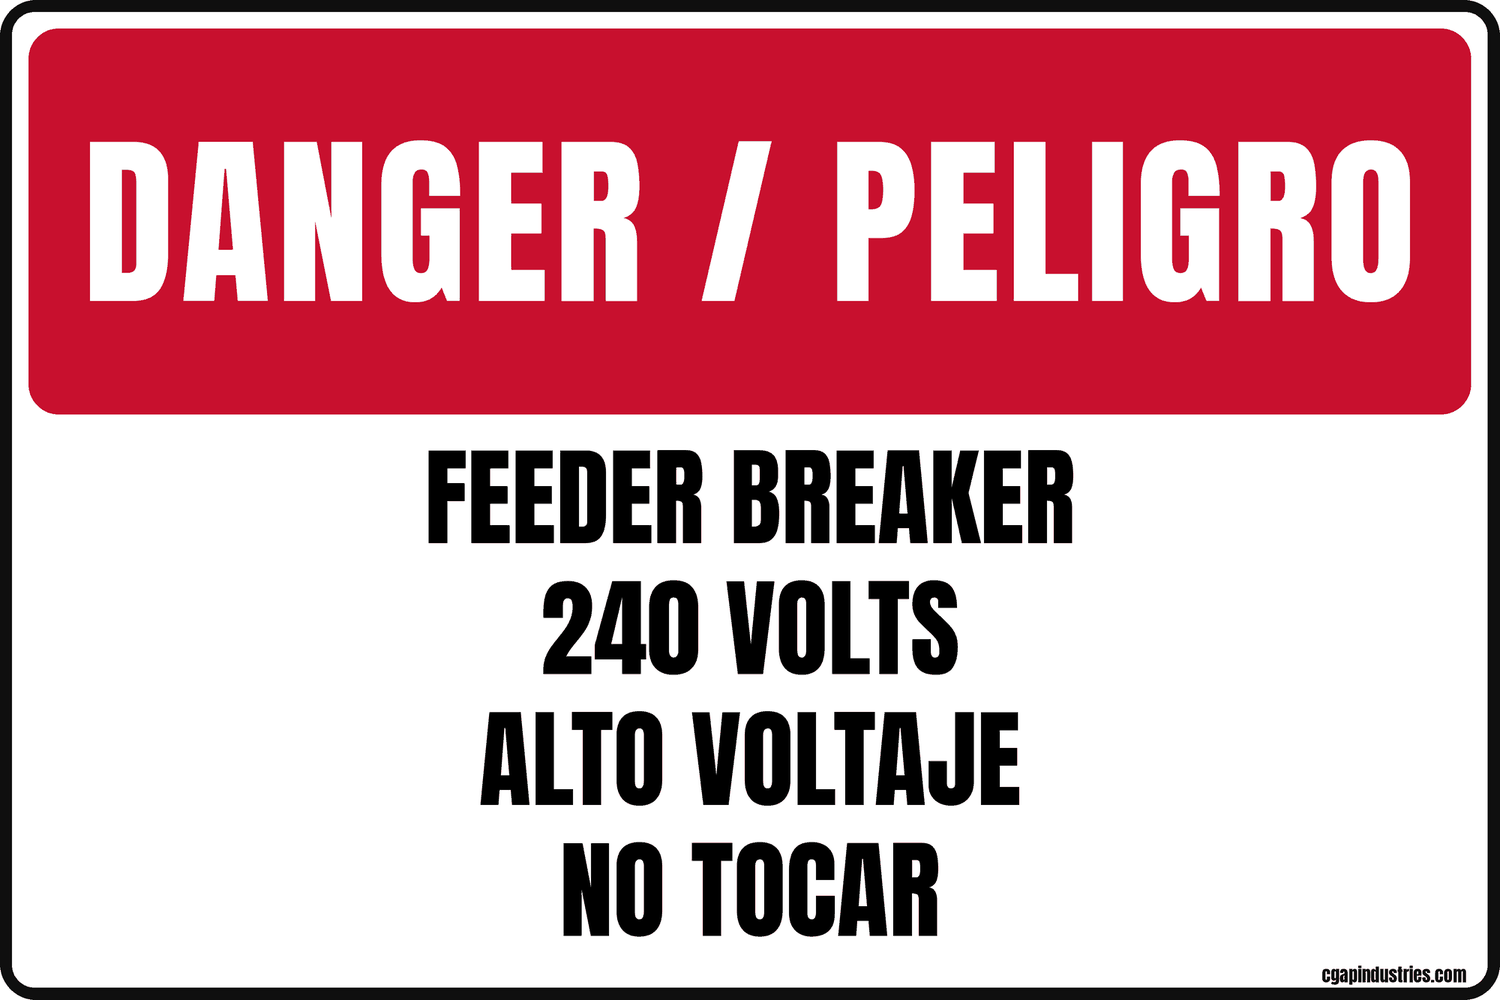 DANGER / PELIGRO
FEEDER BREAKER
240 VOLTS
ALTO VOLTAJE
NO TOCAR
cgapindustries.com